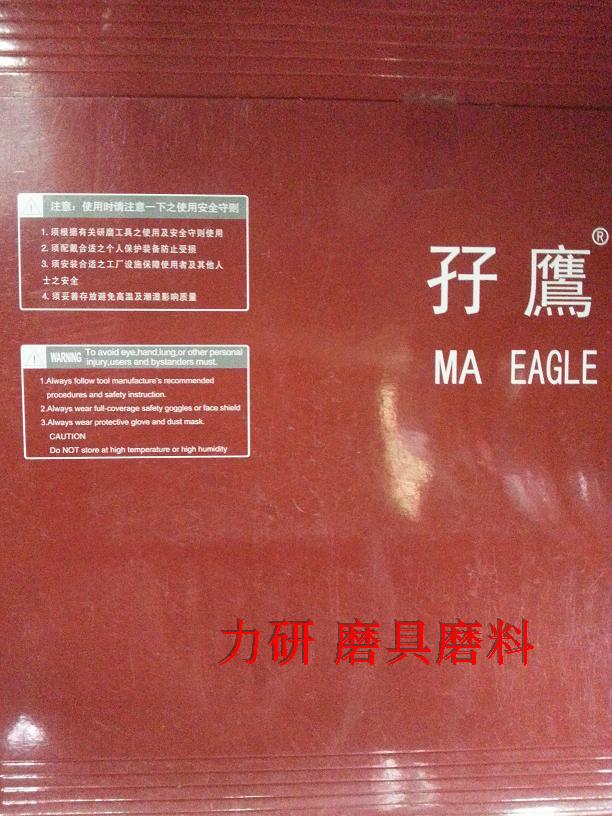 注意：使用时请注意一下之使用安全守则
1. 须根据有关研磨工具之使用及安全守则使用
2. 须配戴合适之个人保护装备防止受损
3. 须安装合适之工厂设施保障使用者及其他人
士之安全
4. 须妥善存放避免高温及潮湿影响质量
孖鷹®
MA EAGLE
WARNING To avoid eye,hand,lung,or other personal
injury,users and bystanders must.
1.Always follow tool manufacture's recommended
procedures and safety instruction.
2.Always wear full-coverage safety goggles or face shield
3.Always wear protective glove and dust mask.
CAUTION
Do NOT store at high temperature or high humidity
力研 磨具磨料